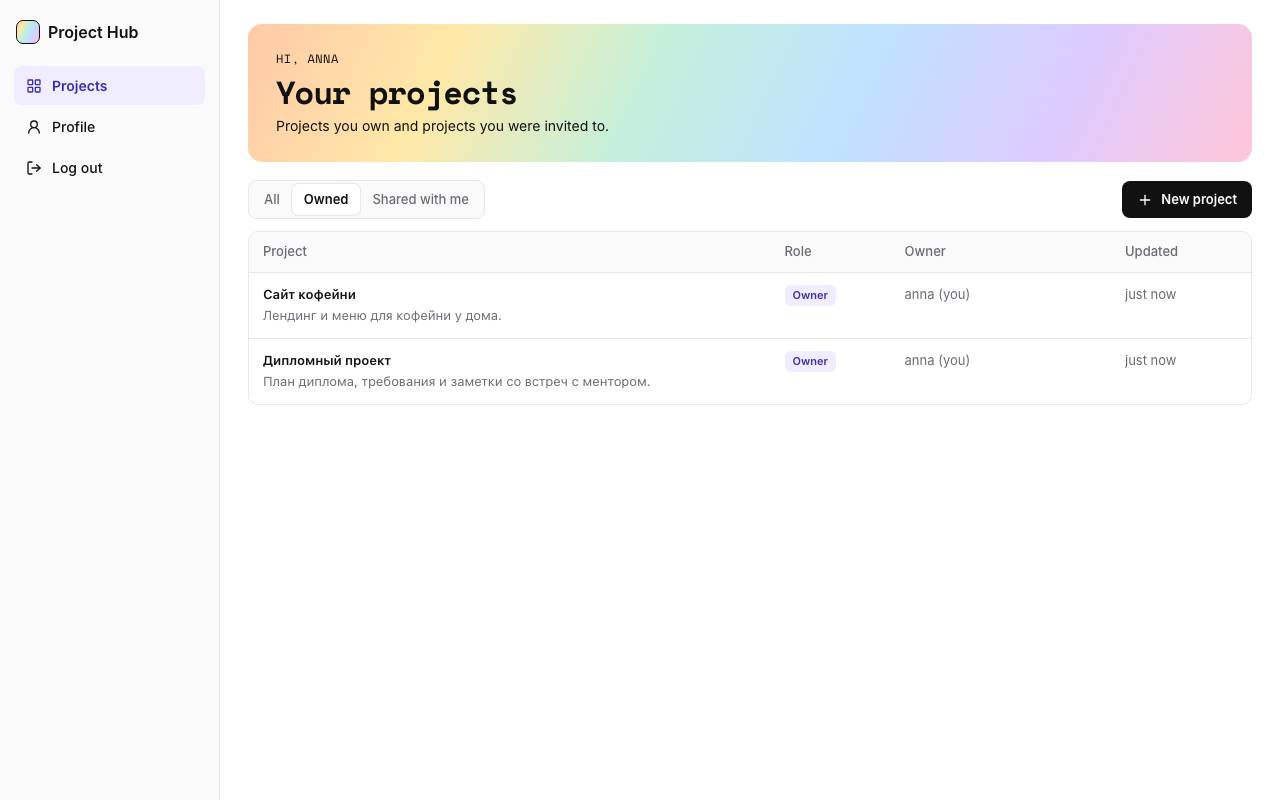 Project Hub
Projects
Profile
Log out
HI, ANNA
Your projects
Projects you own and projects you were invited to.
All Owned Shared with me
New project
Project Role Owner Updated
Сайт кофейни Owner anna (you) just now
Лендинг и меню для кофейни у дома.
Дипломный проект Owner anna (you) just now
План диплома, требования и заметки со встреч с ментором.